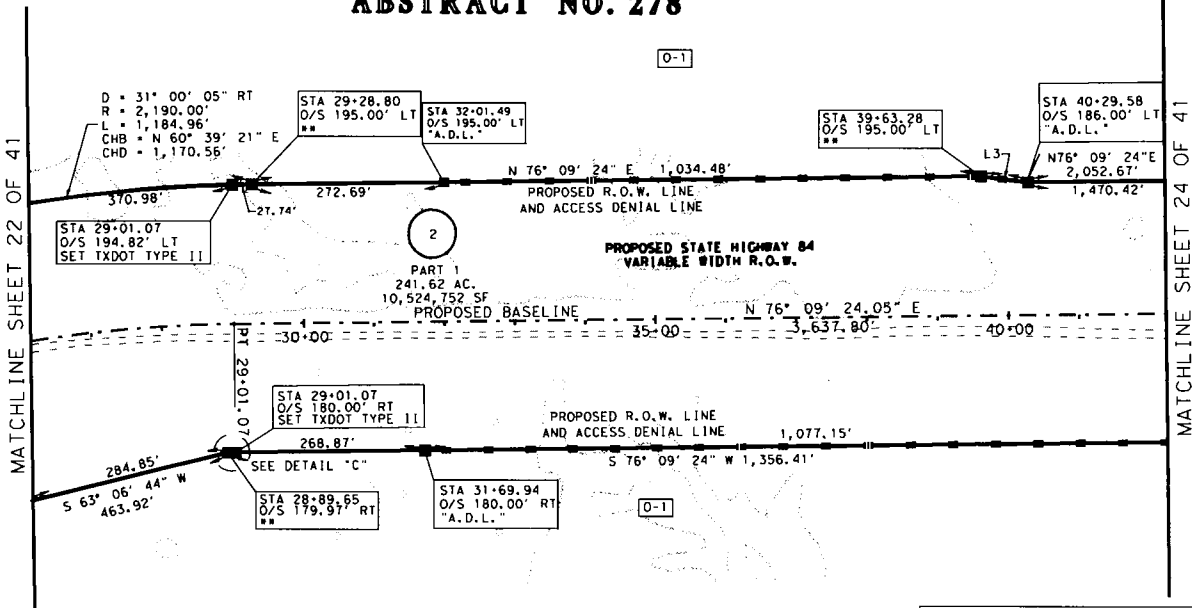 ABSTRACT NO. 278
MATCHLINE SHEET 22 OF 41
MATCHLINE SHEET 24 OF 41
0-1
D = 31° 00' 05" RT
R = 2,190.00'
L = 1,184.96'
CHB = N 60° 39' 21" E
CHD = 1,170.56'
STA 29+28.80
O/S 195.00' LT
**
STA 32+01.49
O/S 195.00' LT
"A.D.L."
STA 39+63.28
O/S 195.00' LT
**
STA 40+29.58
O/S 186.00' LT
"A.D.L."
L3
N76° 09' 24"E
2,052.67'
1,470.42'
370.98'
27.74'
272.69'
N 76° 09' 24" E 1,034.48'
PROPOSED R.O.W. LINE
AND ACCESS DENIAL LINE
STA 29+01.07
O/S 194.82' LT
SET TXDOT TYPE II
2
PART 1
241.62 AC.
10,524,752 SF
PROPOSED STATE HIGHWAY 84
VARIABLE WIDTH R.O.W.
PROPOSED BASELINE
N 76° 09' 24.05" E
3,637.80'
30+00
35+00
40+00
PT 29+01.07
STA 29+01.07
O/S 180.00' RT
SET TXDOT TYPE II
268.87'
SEE DETAIL "C"
PROPOSED R.O.W. LINE
AND ACCESS DENIAL LINE
1,077.15'
S 76° 09' 24" W 1,356.41'
284.85'
S 63° 06' 44" W
463.92'
STA 28+89.65
O/S 179.97' RT
**
STA 31+69.94
O/S 180.00' RT
"A.D.L."
0-1